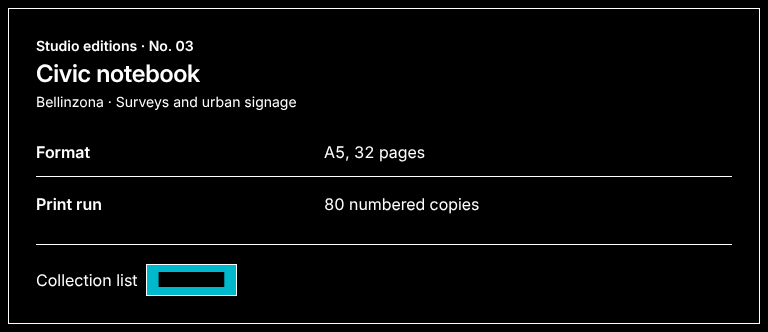 Studio editions · No. 03
Civic notebook
Bellinzona · Surveys and urban signage
Format A5, 32 pages
Print run 80 numbered copies
Collection list